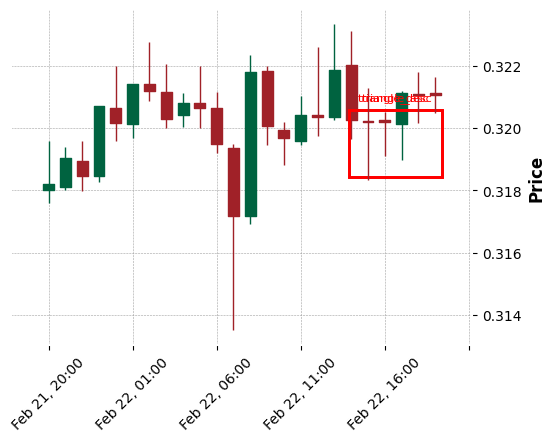 0.322
0.320
0.318
0.316
0.314
Price
Feb 21, 20:00
Feb 22, 01:00
Feb 22, 06:00
Feb 22, 11:00
Feb 22, 16:00